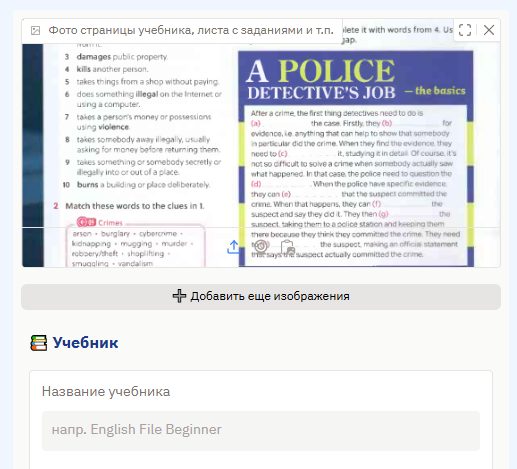 Фото страницы учебника, листа с заданиями и т.п.
lete it with words from 4. Us
gap.
from it.
3 damages public property.
4 kills another person.
5 takes things from a shop without paying.
6 does something illegal on the Internet or
using a computer.
7 takes a person's money or possessions
using violence.
8 takes somebody away illegally, usually
asking for money before returning them.
9 takes something or somebody secretly or
illegally into or out of a place.
10 burns a building or place deliberately.
2 Match these words to the clues in 1.
Crimes
arson • burglary • cybercrime •
kidnapping • mugging • murder •
robbery/theft • shoplifting •
smuggling • vandalism
A POLICE
DETECTIVE'S JOB – the basics
After a crime, the first thing detectives need to do is
(a) the case. Firstly, they (b) for
evidence, i.e. anything that can help to show that somebody
in particular did the crime. When they find the evidence, they
need to (c) it, studying it in detail. Of course, it's
not so difficult to solve a crime when somebody actually saw
what happened. In that case, the police need to question the
(d) . When the police have specific evidence,
they can (e) that the suspect committed the
crime. When that happens, they can (f) the
suspect and say they did it. They then (g) the
suspect, taking them to a police station and keeping them
there because they think they committed the crime. They need
to the suspect, making an official statement
that says the suspect actually committed the crime.
Добавить еще изображения
Учебник
Название учебника
напр. English File Beginner